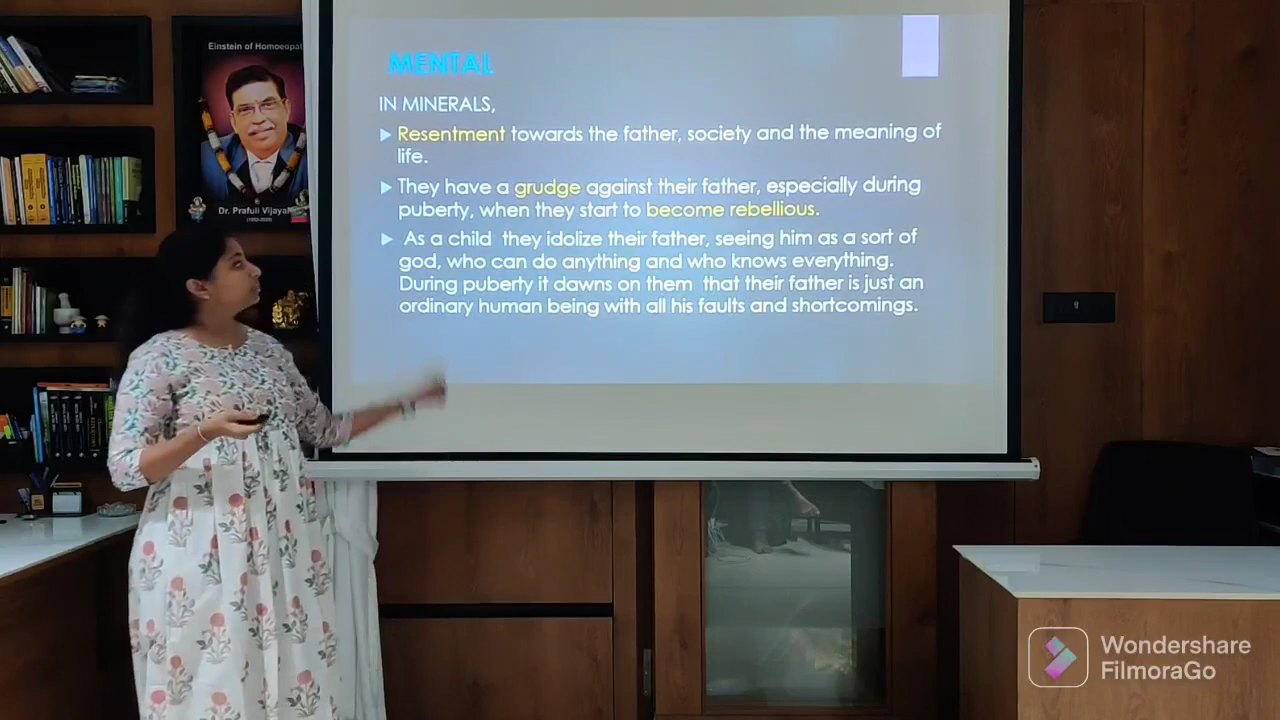 Einstein of Homoeopat
Dr. Prafull Vijayak
MENTAL
IN MINERALS,
Resentment towards the father, society and the meaning of
life.
They have a grudge against their father, especially during
puberty, when they start to become rebellious.
As a child they idolize their father, seeing him as a sort of
god, who can do anything and who knows everything.
During puberty it dawns on them that their father is just an
ordinary human being with all his faults and shortcomings.
Wondershare
FilmoraGo